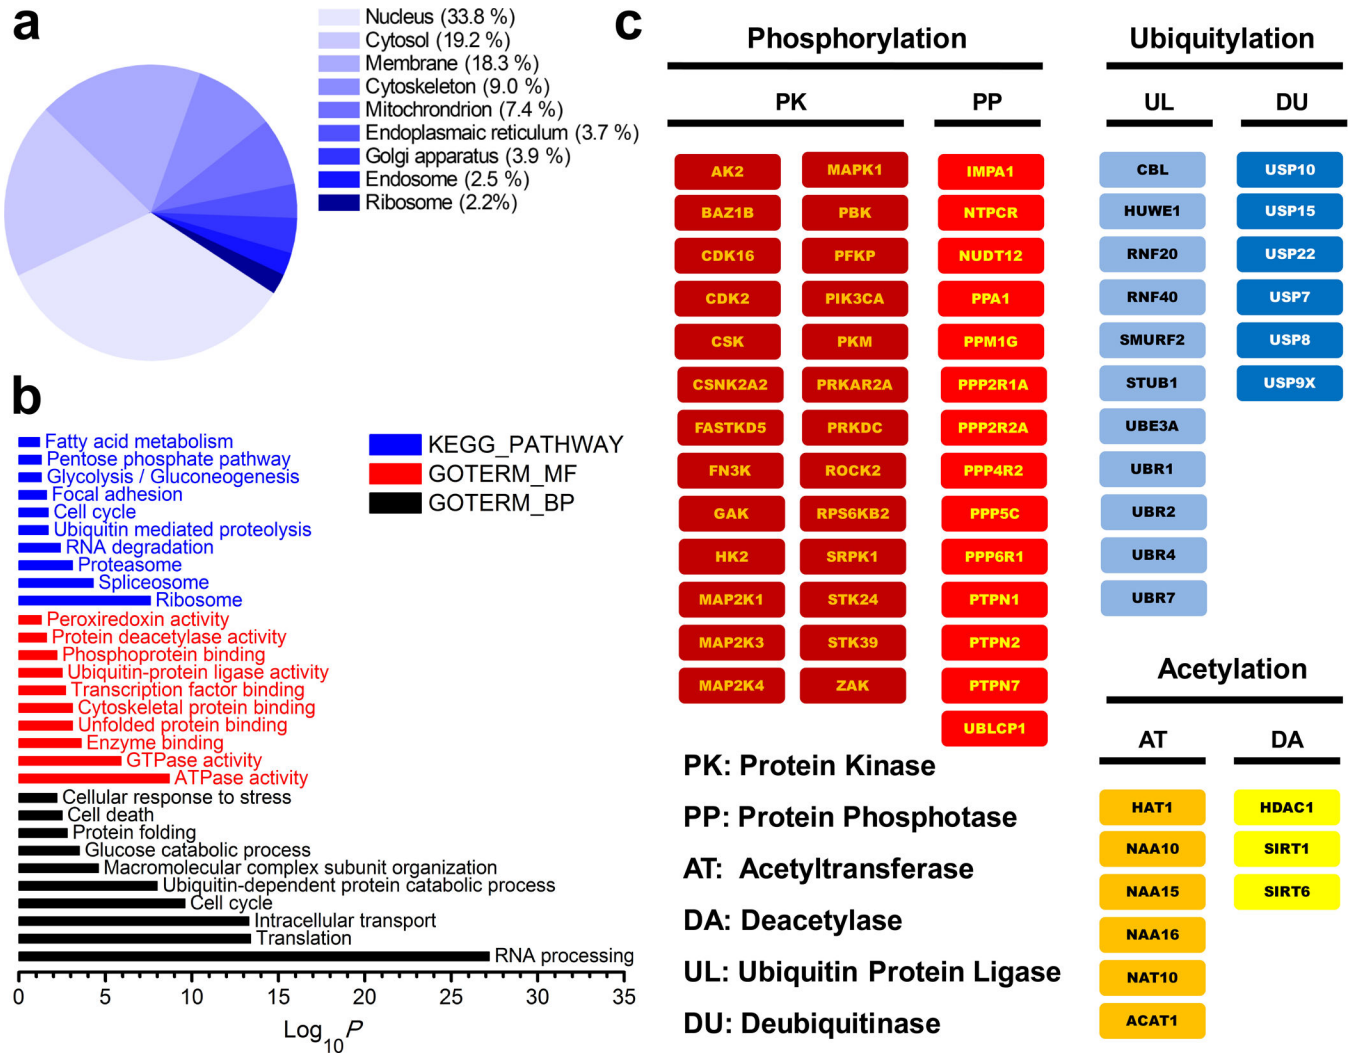 a
Nucleus (33.8 %)
Cytosol (19.2 %)
Membrane (18.3 %)
Cytoskeleton (9.0 %)
Mitochrondrion (7.4 %)
Endoplasmaic reticulum (3.7 %)
Golgi apparatus (3.9 %)
Endosome (2.5 %)
Ribosome (2.2%)
b
KEGG_PATHWAY
GOTERM_MF
GOTERM_BP
Fatty acid metabolism
Pentose phosphate pathway
Glycolysis / Gluconeogenesis
Focal adhesion
Cell cycle
Ubiquitin mediated proteolysis
RNA degradation
Proteasome
Spliceosome
Ribosome
Peroxiredoxin activity
Protein deacetylase activity
Phosphoprotein binding
Ubiquitin-protein ligase activity
Transcription factor binding
Cytoskeletal protein binding
Unfolded protein binding
Enzyme binding
GTPase activity
ATPase activity
Cellular response to stress
Cell death
Protein folding
Glucose catabolic process
Macromolecular complex subunit organization
Ubiquitin-dependent protein catabolic process
Cell cycle
Intracellular transport
Translation
RNA processing
0 5 10 15 20 25 30 35
Log10P
c
Phosphorylation
PK PP
AK2 MAPK1 IMPA1
BAZ1B PBK NTPCR
CDK16 PFKP NUDT12
CDK2 PIK3CA PPA1
CSK PKM PPM1G
CSNK2A2 PRKAR2A PPP2R1A
FASTKD5 PRKDC PPP2R2A
FN3K ROCK2 PPP4R2
GAK RPS6KB2 PPP5C
HK2 SRPK1 PPP6R1
MAP2K1 STK24 PTPN1
MAP2K3 STK39 PTPN2
MAP2K4 ZAK PTPN7
UBLCP1
Ubiquitylation
UL DU
CBL USP10
HUWE1 USP15
RNF20 USP22
RNF40 USP7
SMURF2 USP8
STUB1 USP9X
UBE3A
UBR1
UBR2
UBR4
UBR7
Acetylation
AT DA
HAT1 HDAC1
NAA10 SIRT1
NAA15 SIRT6
NAA16
NAT10
ACAT1
PK: Protein Kinase
PP: Protein Phosphotase
AT: Acetyltransferase
DA: Deacetylase
UL: Ubiquitin Protein Ligase
DU: Deubiquitinase